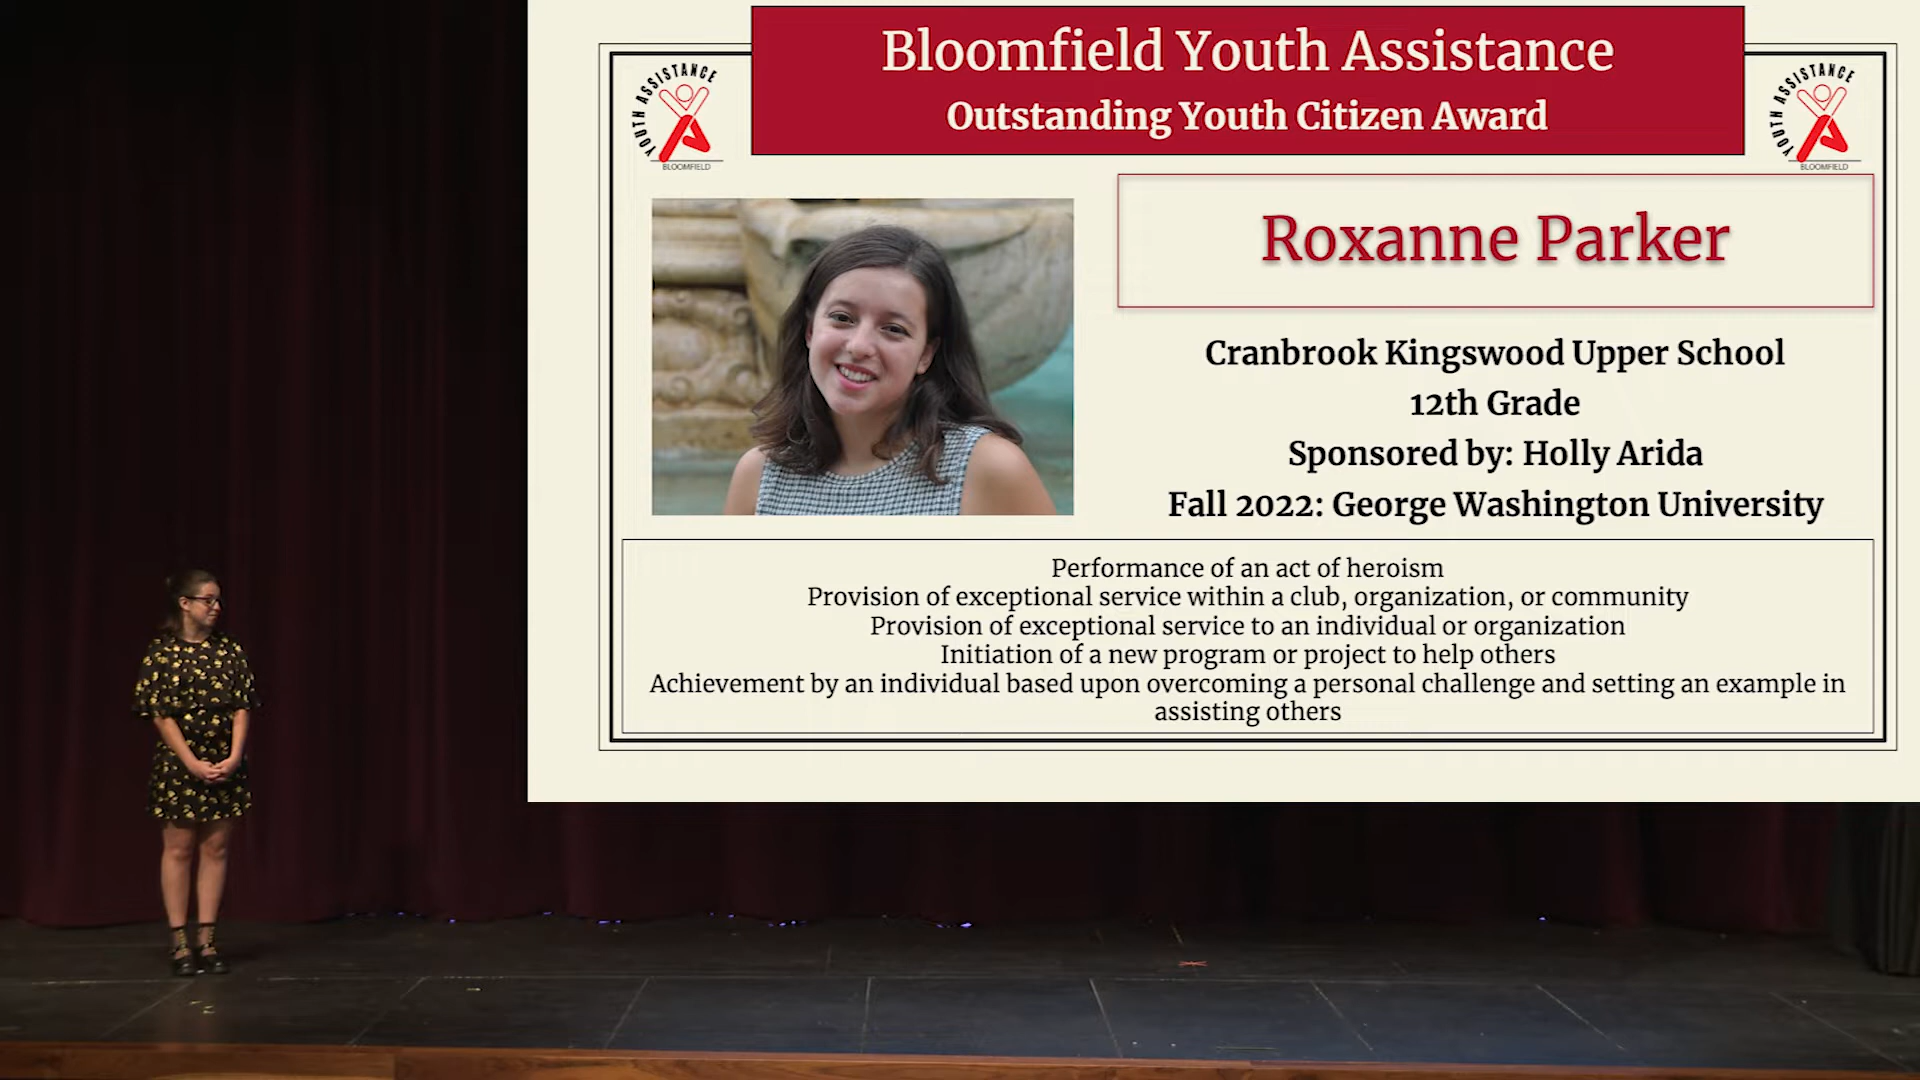 Bloomfield Youth Assistance
Outstanding Youth Citizen Award
YOUTH ASSISTANCE
BLOOMFIELD
YOUTH ASSISTANCE
BLOOMFIELD
Roxanne Parker
Cranbrook Kingswood Upper School
12th Grade
Sponsored by: Holly Arida
Fall 2022: George Washington University
Performance of an act of heroism
Provision of exceptional service within a club, organization, or community
Provision of exceptional service to an individual or organization
Initiation of a new program or project to help others
Achievement by an individual based upon overcoming a personal challenge and setting an example in
assisting others